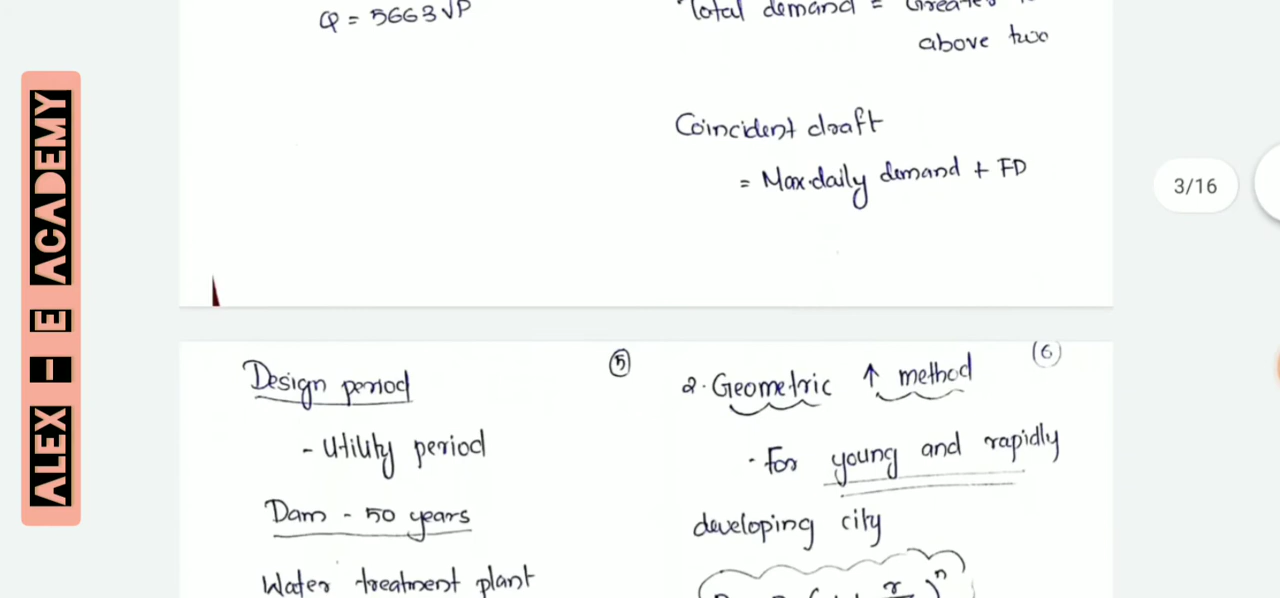 ALEX - E ACADEMY
Q = 5663 √P
Total demand =
above two
Coincident draft
= Max.daily demand + FD
3/16
5
Design period
- Utility period
Dam - 50 years
Water treatment plant
6
2. Geometric ↑ method
· For young and rapidly
developing city